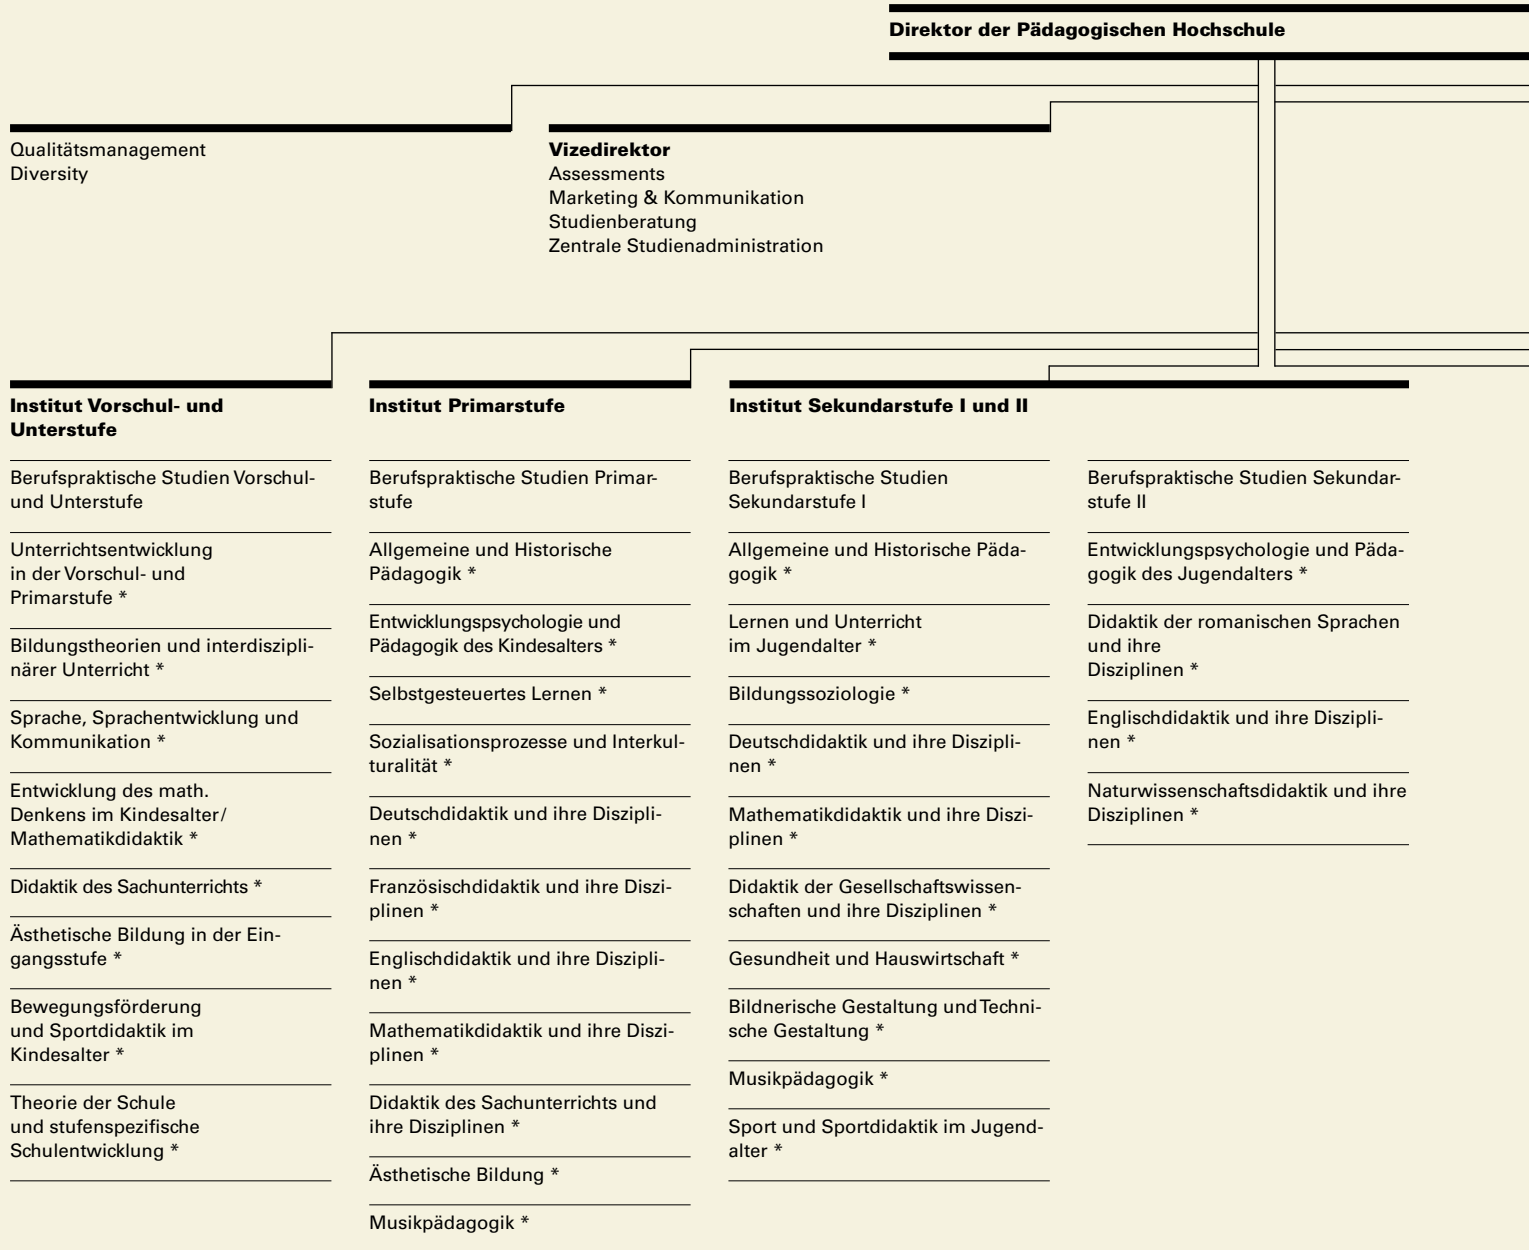 Direktor der Pädagogischen Hochschule
Qualitätsmanagement
Diversity
Vizedirektor
Assessments
Marketing & Kommunikation
Studienberatung
Zentrale Studienadministration
Institut Vorschul- und
Unterstufe
Berufspraktische Studien Vorschul-
und Unterstufe
Unterrichtsentwicklung
in der Vorschul- und
Primarstufe *
Bildungstheorien und interdiszipli-
närer Unterricht *
Sprache, Sprachentwicklung und
Kommunikation *
Entwicklung des math.
Denkens im Kindesalter/
Mathematikdidaktik *
Didaktik des Sachunterrichts *
Ästhetische Bildung in der Ein-
gangsstufe *
Bewegungsförderung
und Sportdidaktik im
Kindesalter *
Theorie der Schule
und stufenspezifische
Schulentwicklung *
Institut Primarstufe
Berufspraktische Studien Primar-
stufe
Allgemeine und Historische
Pädagogik *
Entwicklungspsychologie und
Pädagogik des Kindesalters *
Selbstgesteuertes Lernen *
Sozialisationsprozesse und Interkul-
turalität *
Deutschdidaktik und ihre Diszipli-
nen *
Französischdidaktik und ihre Diszi-
plinen *
Englischdidaktik und ihre Diszipli-
nen *
Mathematikdidaktik und ihre Diszi-
plinen *
Didaktik des Sachunterrichts und
ihre Disziplinen *
Ästhetische Bildung *
Musikpädagogik *
Institut Sekundarstufe I und II
Berufspraktische Studien
Sekundarstufe I
Allgemeine und Historische Päda-
gogik *
Lernen und Unterricht
im Jugendalter *
Bildungssoziologie *
Deutschdidaktik und ihre Diszipli-
nen *
Mathematikdidaktik und ihre Diszi-
plinen *
Didaktik der Gesellschaftswissen-
schaften und ihre Disziplinen *
Gesundheit und Hauswirtschaft *
Bildnerische Gestaltung und Techni-
sche Gestaltung *
Musikpädagogik *
Sport und Sportdidaktik im Jugend-
alter *
Berufspraktische Studien Sekundar-
stufe II
Entwicklungspsychologie und Päda-
gogik des Jugendalters *
Didaktik der romanischen Sprachen
und ihre
Disziplinen *
Englischdidaktik und ihre Diszipli-
nen *
Naturwissenschaftsdidaktik und ihre
Disziplinen *